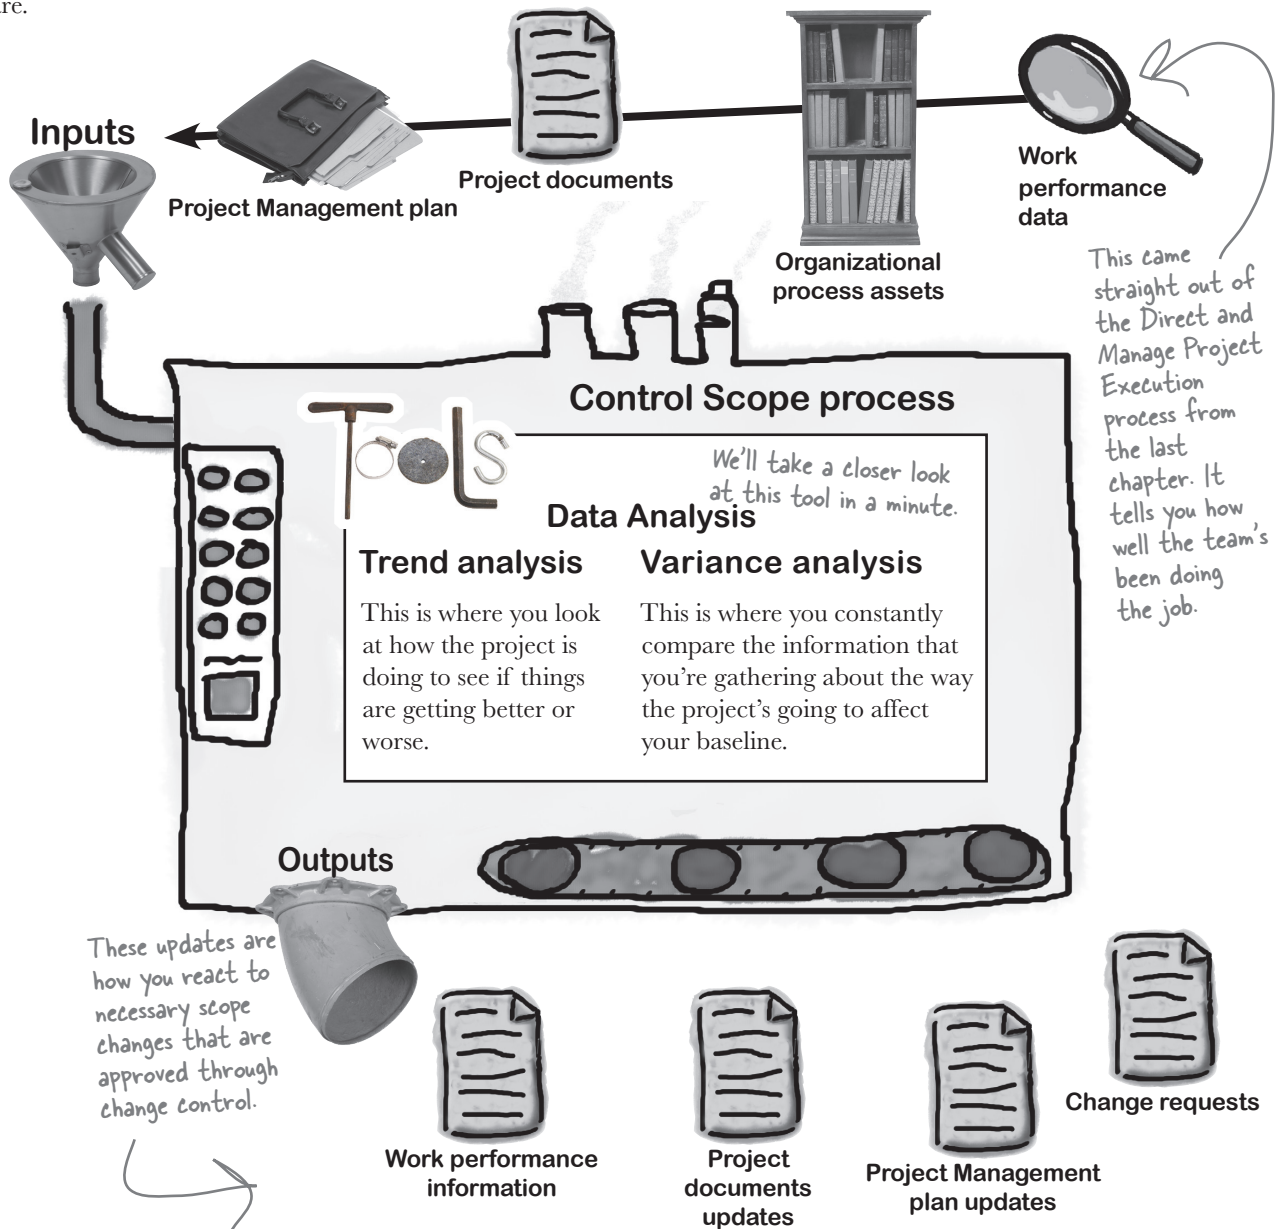 are.
Inputs
Project Management plan
Project documents
Organizational
process assets
Work
performance
data
This came
straight out of
the Direct and
Manage Project
Execution
process from
the last
chapter. It
tells you how
well the team's
been doing
the job.
Control Scope process
Tools
We'll take a closer look
at this tool in a minute.
Data Analysis
Trend analysis
This is where you look
at how the project is
doing to see if things
are getting better or
worse.
Variance analysis
This is where you constantly
compare the information that
you're gathering about the way
the project's going to affect
your baseline.
Outputs
These updates are
how you react to
necessary scope
changes that are
approved through
change control.
Work performance
information
Project
documents
updates
Project Management
plan updates
Change requests